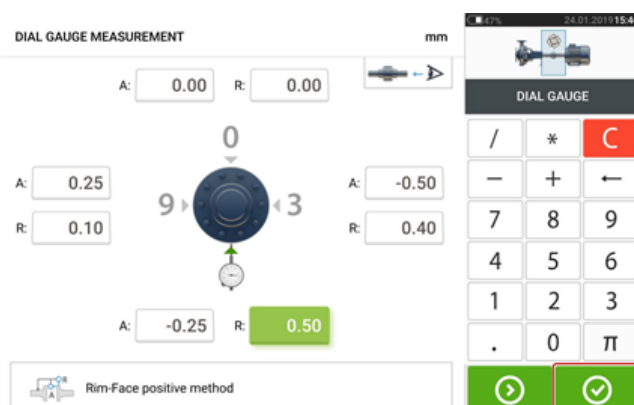 DIAL GAUGE MEASUREMENT mm
A: 0.00 R: 0.00
0
A: 0.25 A: -0.50
9 3
R: 0.10 R: 0.40
A: -0.25 R: 0.50
A R
Rim-Face positive method
47% 24.01.2019 15:4
DIAL GAUGE
/ * C
− + ←
7 8 9
4 5 6
1 2 3
. 0 π